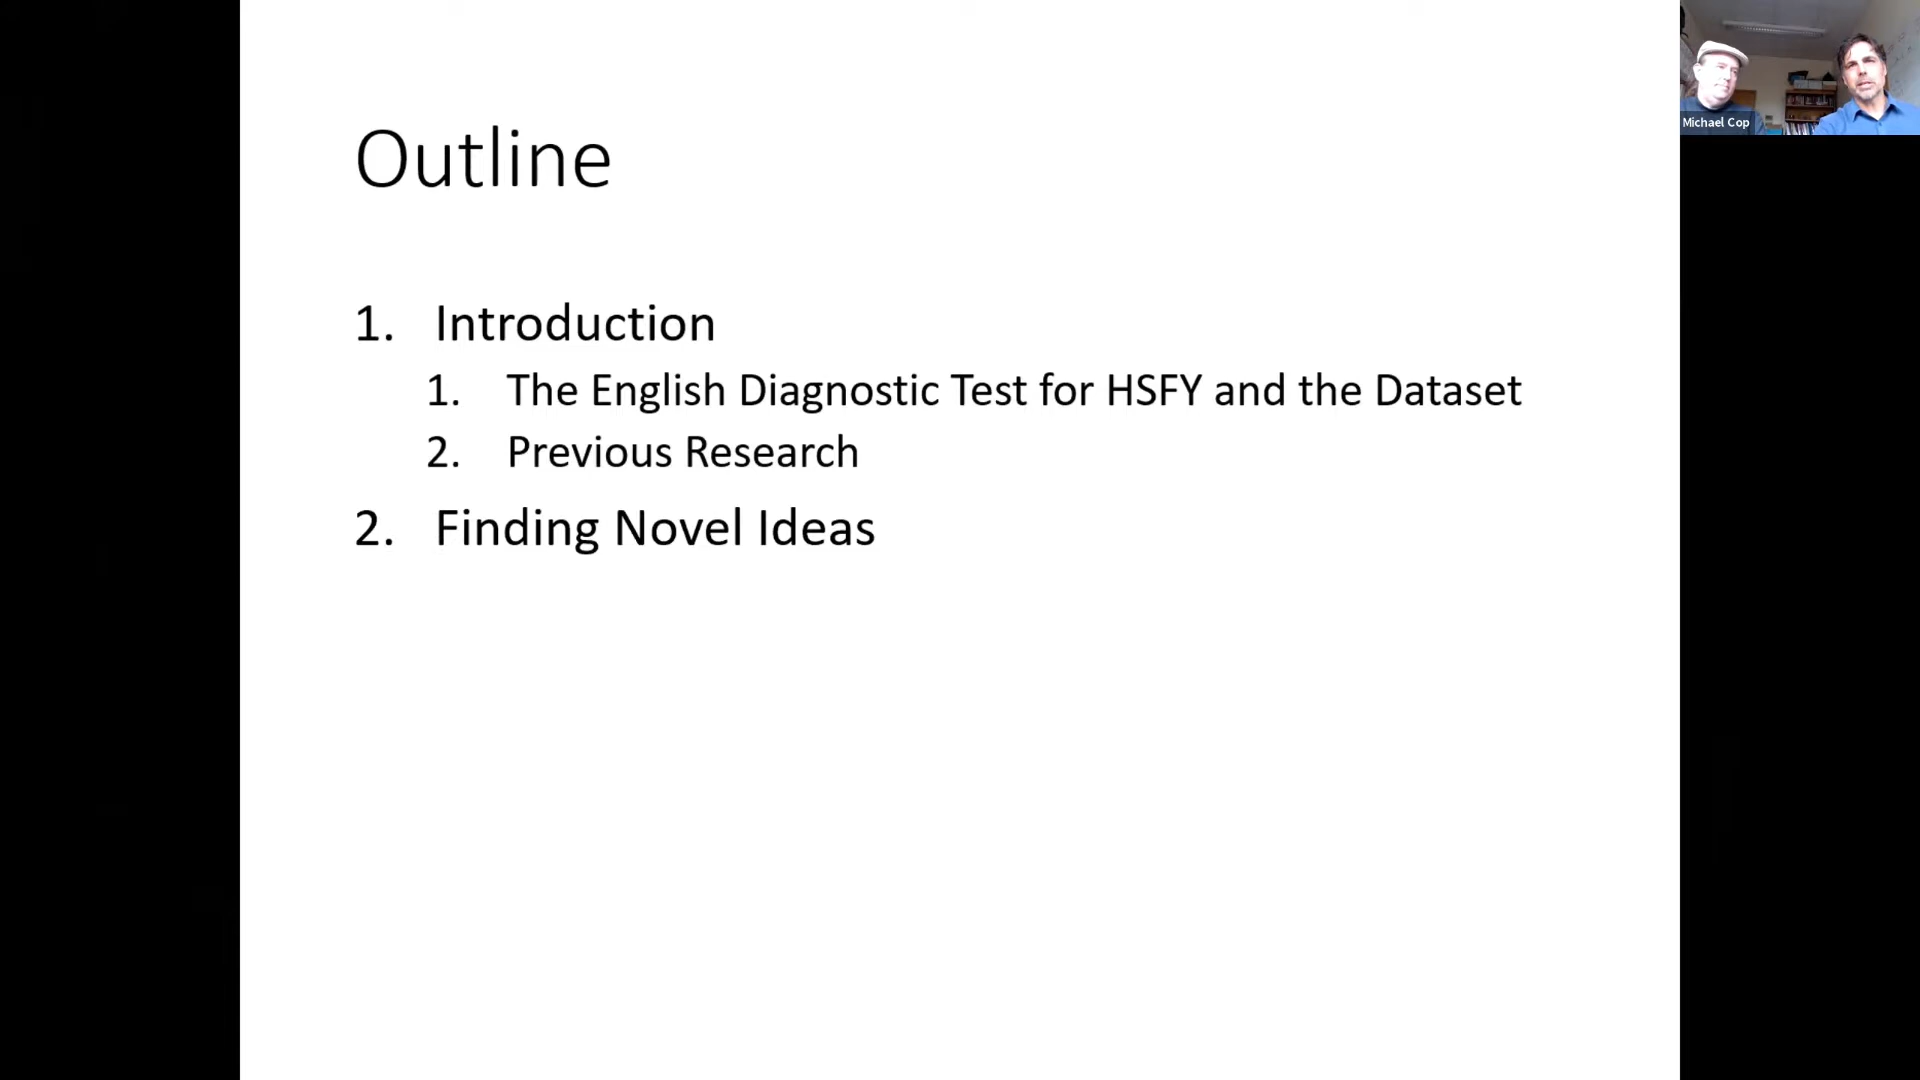 Outline
1. Introduction
1. The English Diagnostic Test for HSFY and the Dataset
2. Previous Research
2. Finding Novel Ideas
Michael Cop